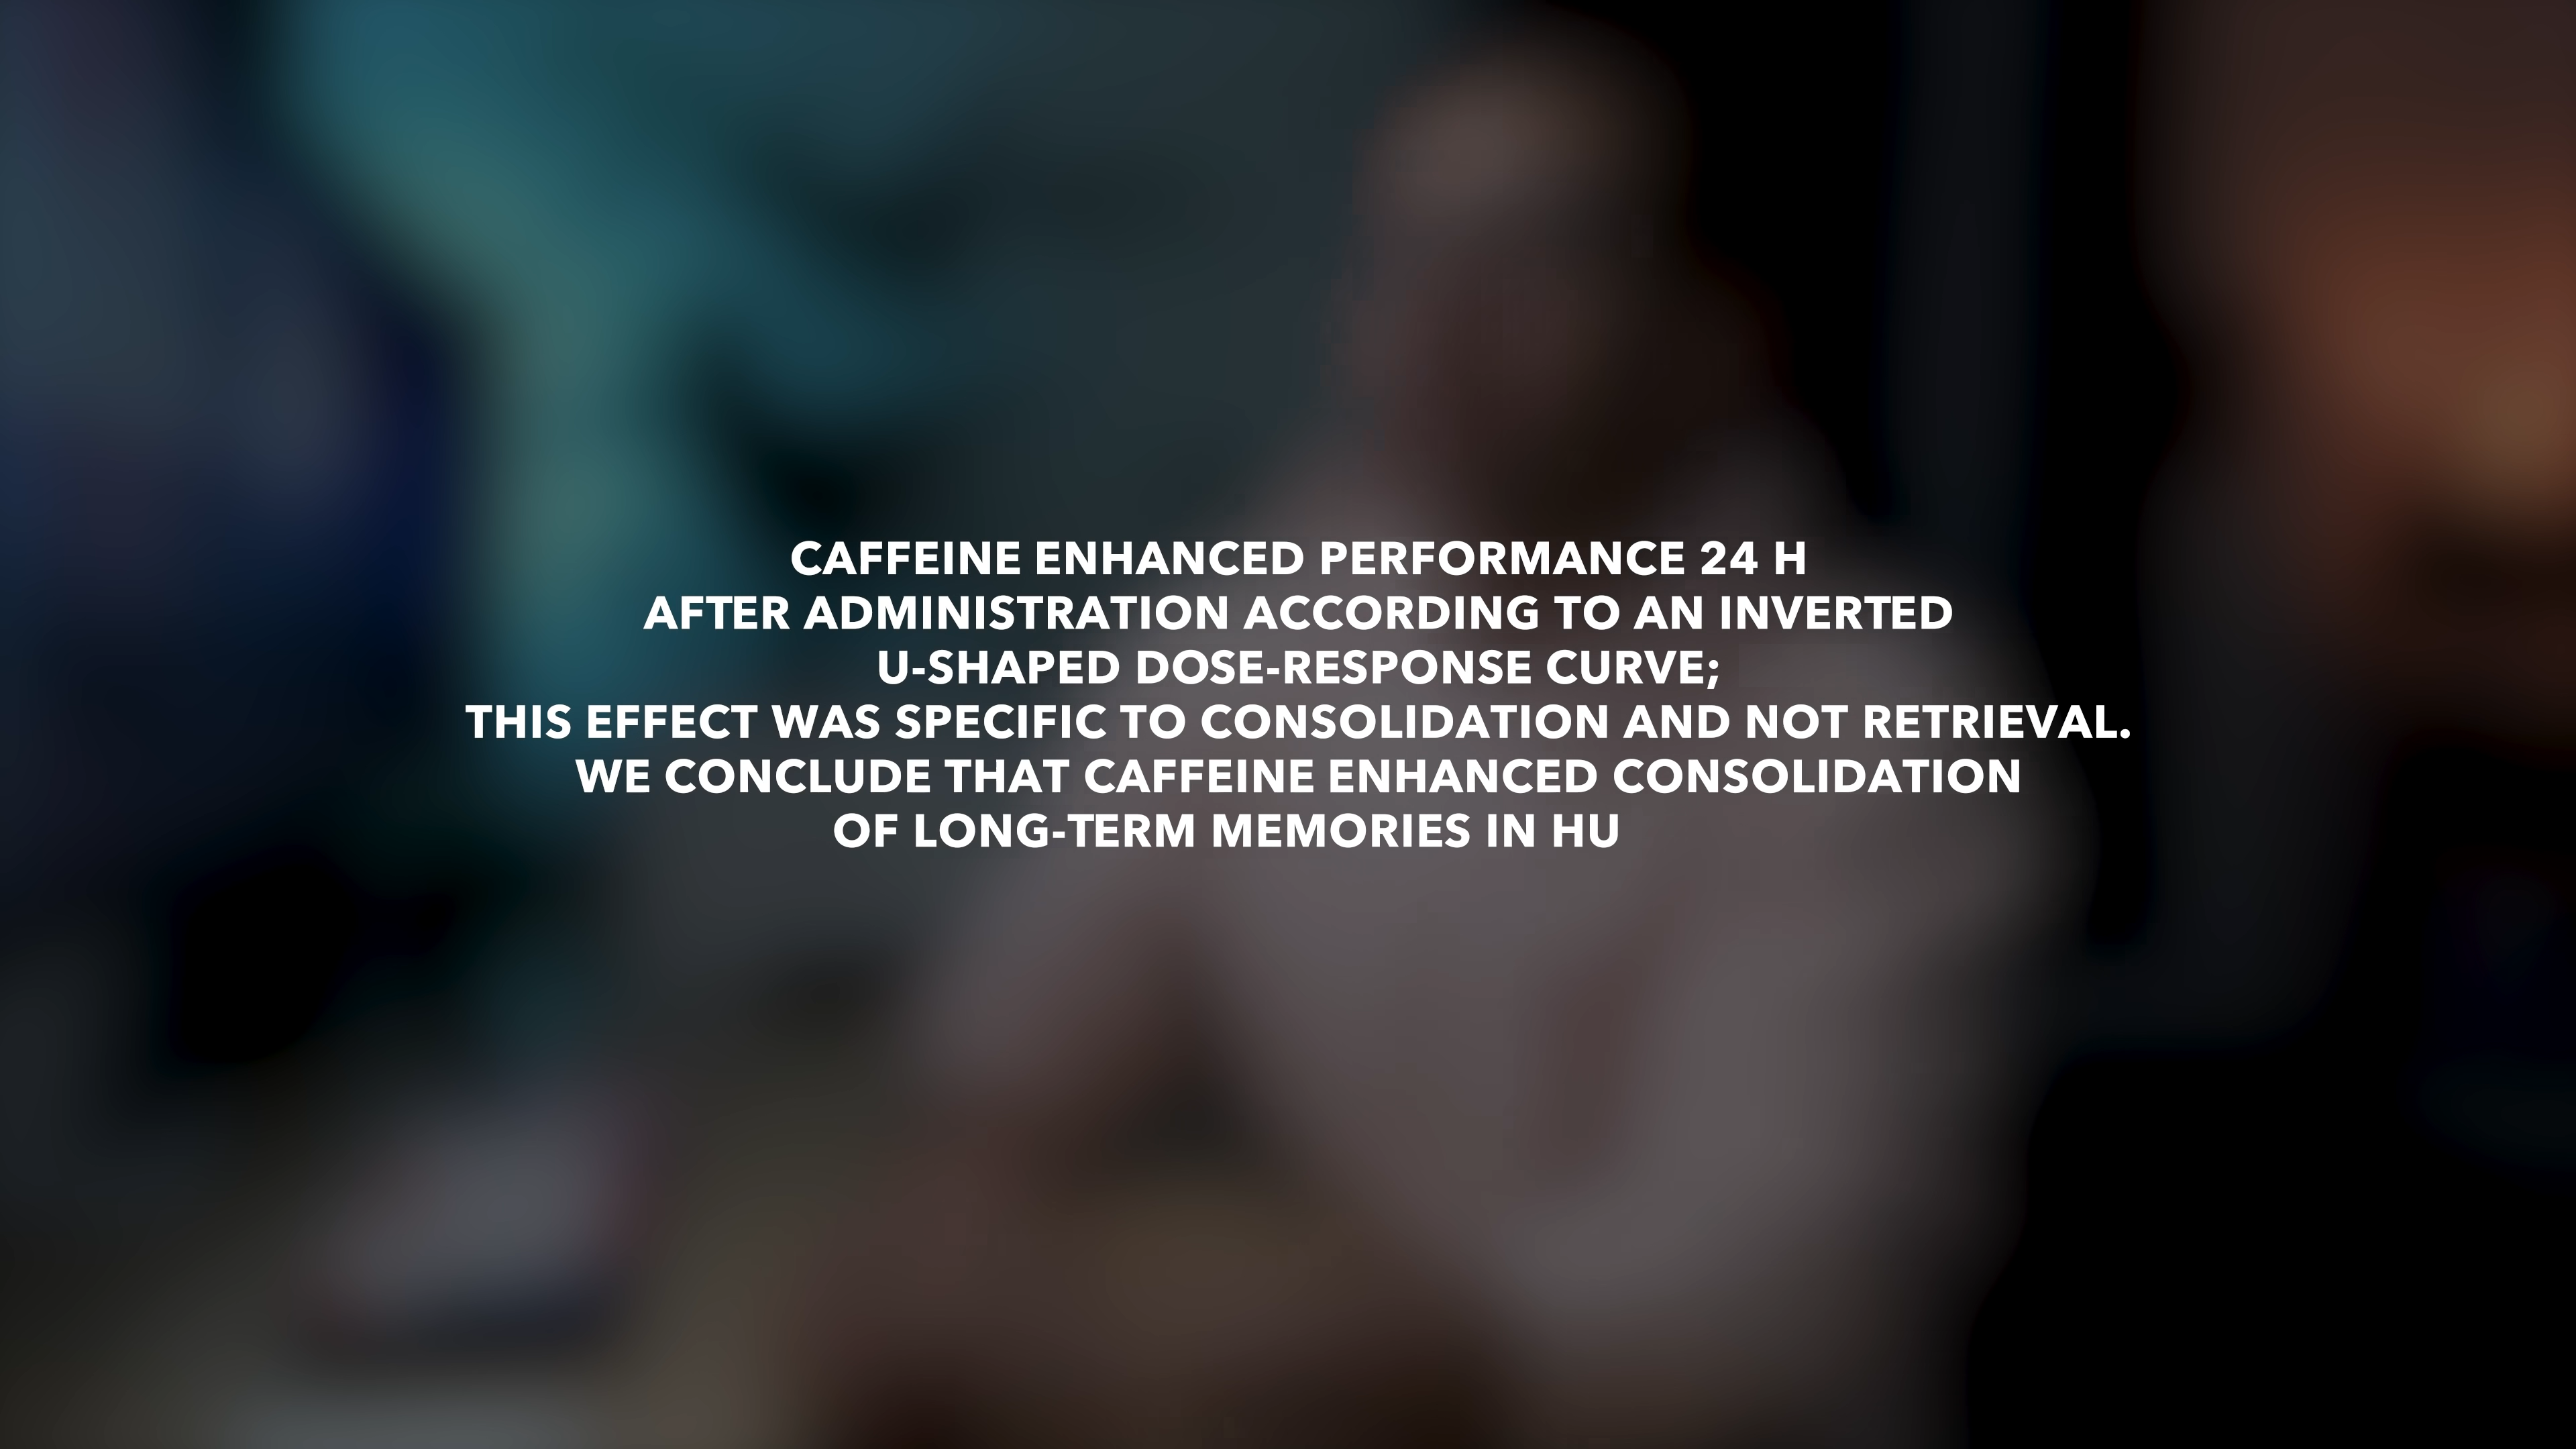 CAFFEINE ENHANCED PERFORMANCE 24 H
AFTER ADMINISTRATION ACCORDING TO AN INVERTED
U-SHAPED DOSE-RESPONSE CURVE;
THIS EFFECT WAS SPECIFIC TO CONSOLIDATION AND NOT RETRIEVAL.
WE CONCLUDE THAT CAFFEINE ENHANCED CONSOLIDATION
OF LONG-TERM MEMORIES IN HU